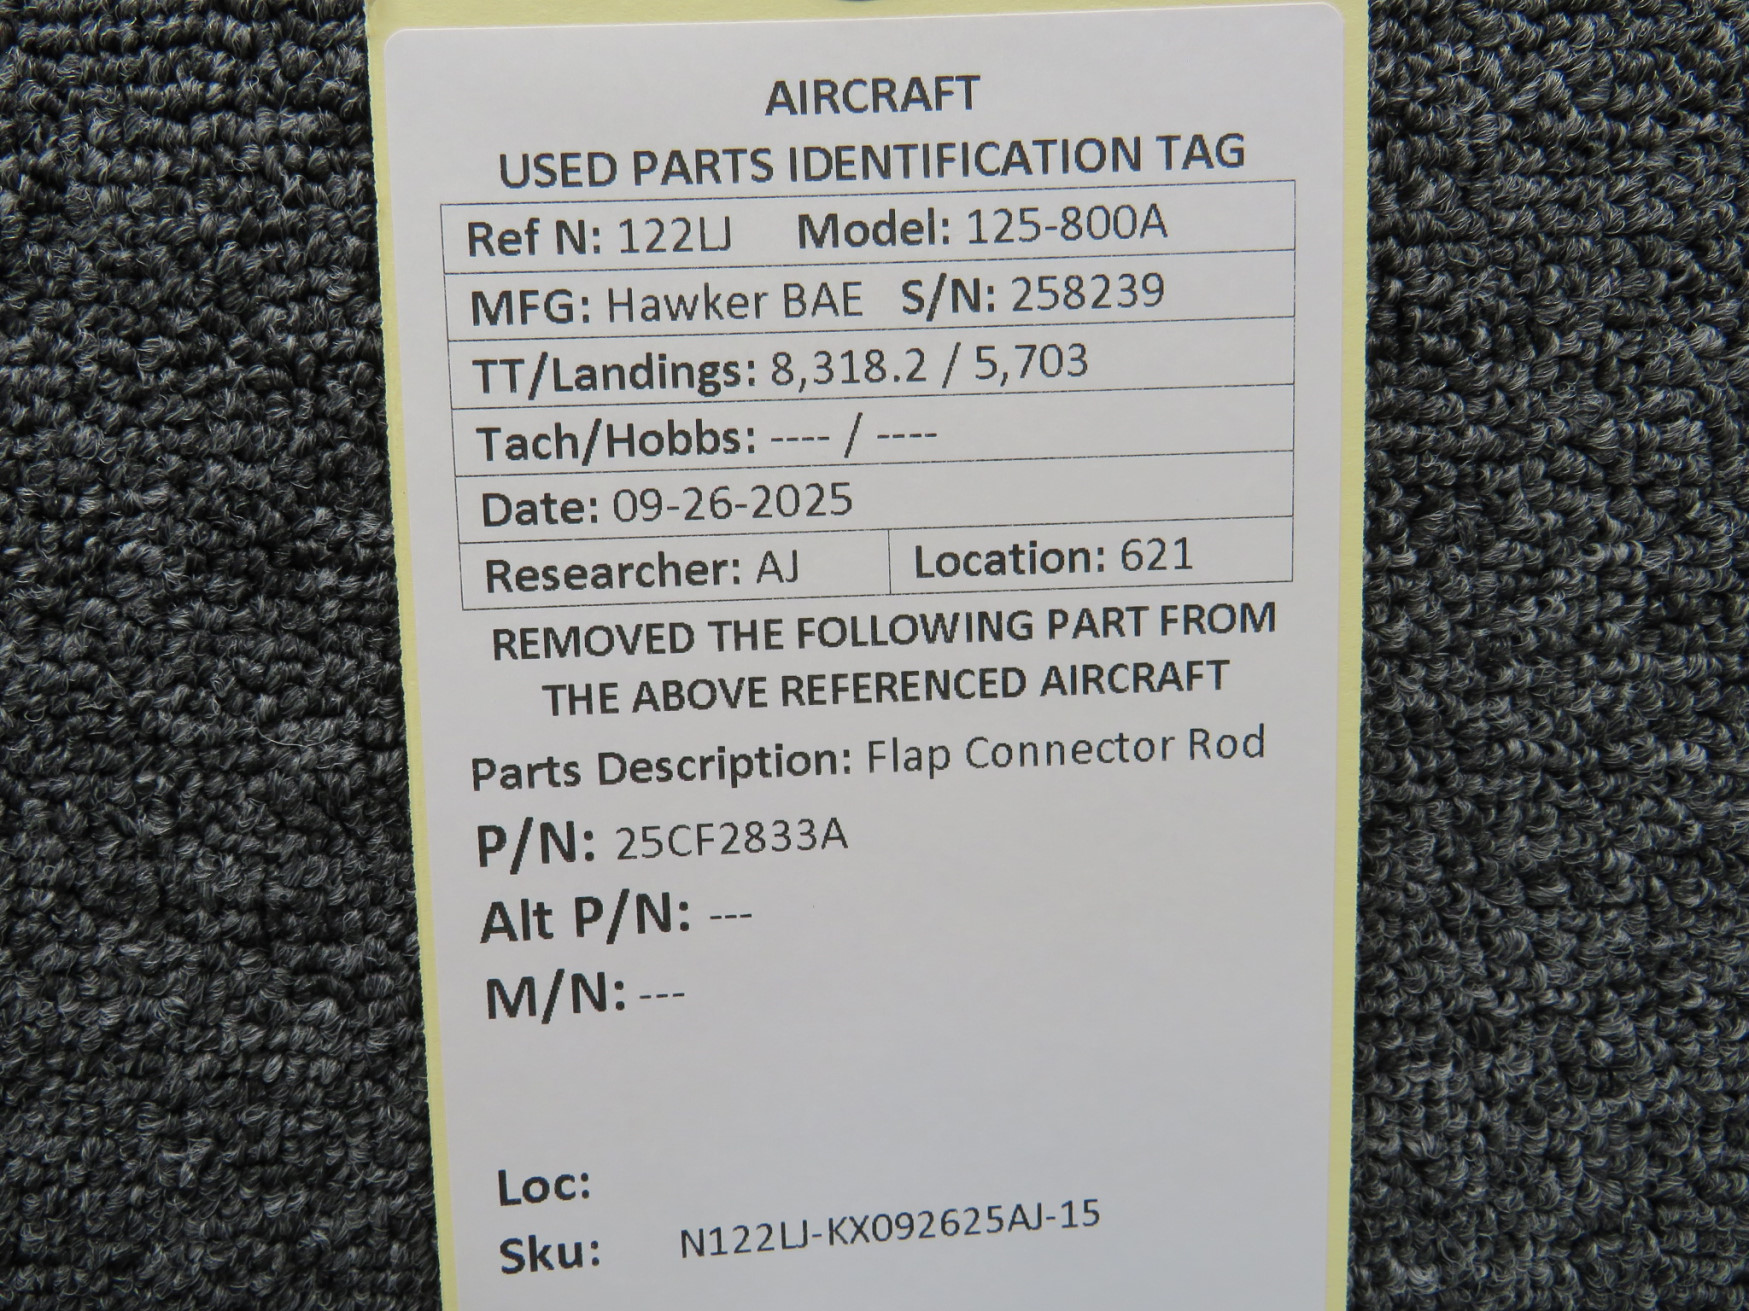 AIRCRAFT
USED PARTS IDENTIFICATION TAG
Ref N: 122LJ Model: 125-800A
MFG: Hawker BAE S/N: 258239
TT/Landings: 8,318.2 / 5,703
Tach/Hobbs: ---- / ----
Date: 09-26-2025
Researcher: AJ Location: 621
REMOVED THE FOLLOWING PART FROM
THE ABOVE REFERENCED AIRCRAFT
Parts Description: Flap Connector Rod
P/N: 25CF2833A
Alt P/N: ---
M/N: ---
Loc:
Sku: N122LJ-KX092625AJ-15